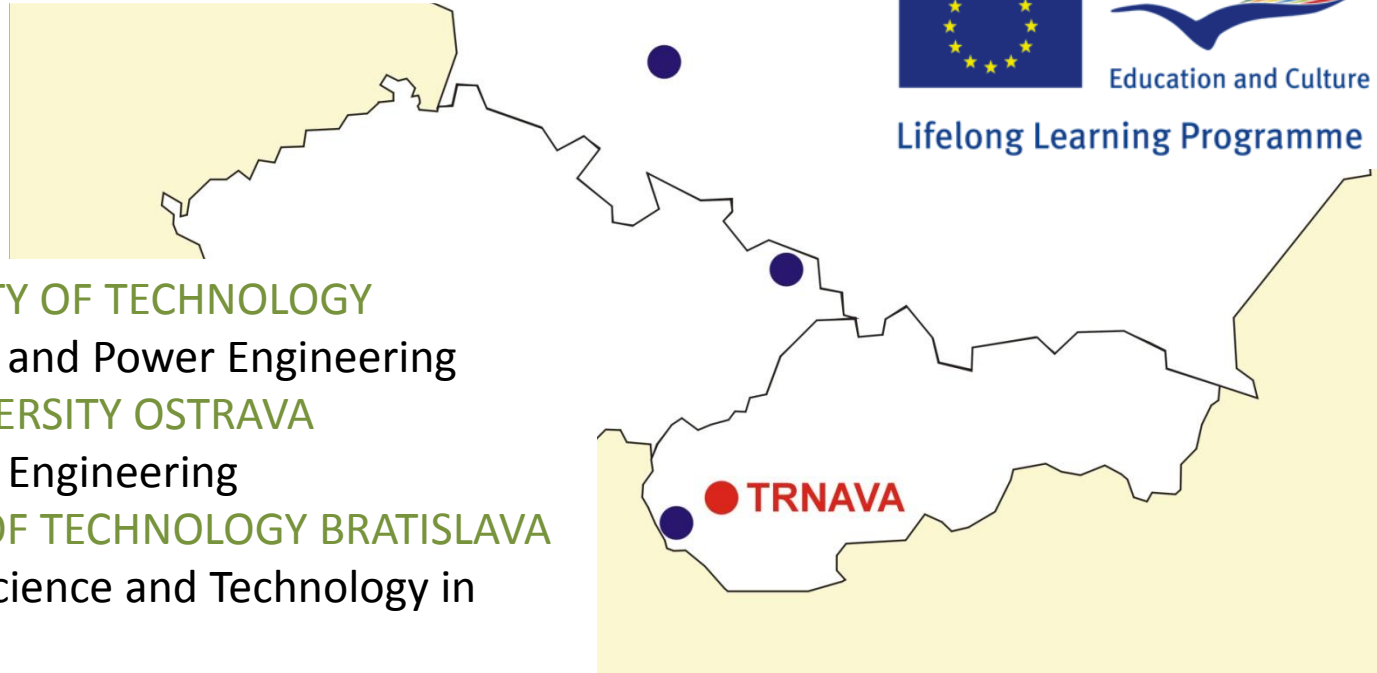 Education and Culture
Lifelong Learning Programme
TY OF TECHNOLOGY
and Power Engineering
ERSITY OSTRAVA
Engineering
OF TECHNOLOGY BRATISLAVA
cience and Technology in
TRNAVA